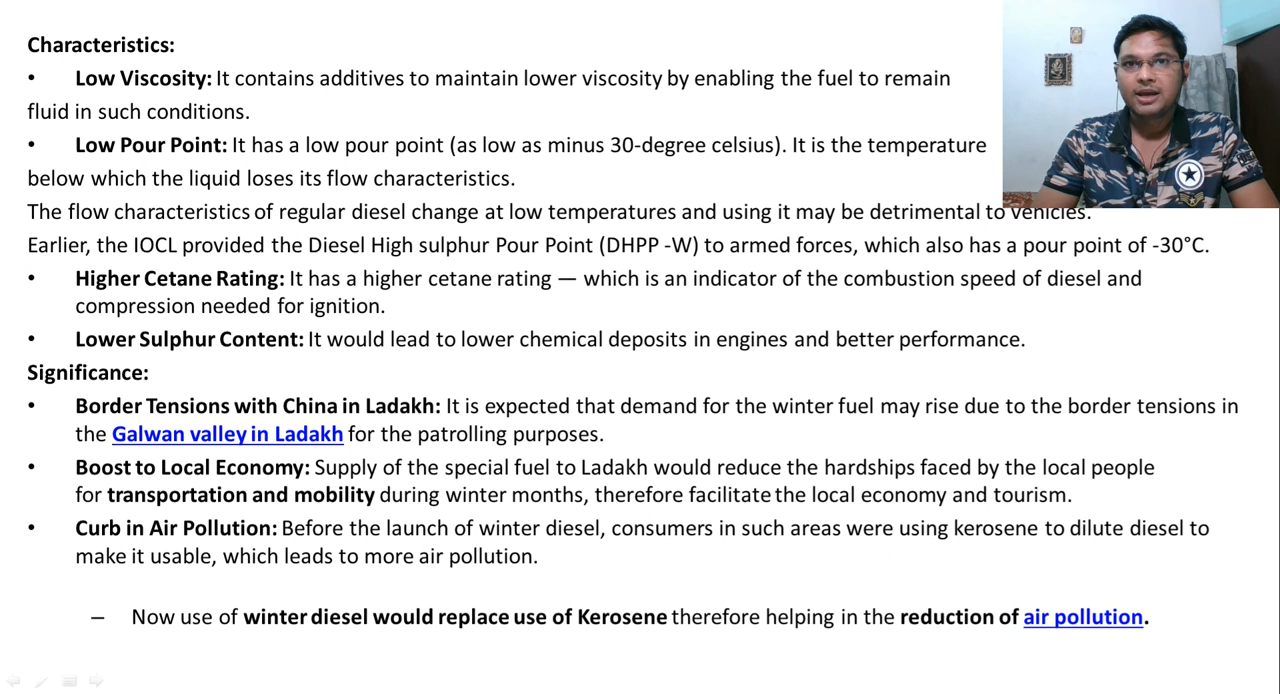 Characteristics:
• Low Viscosity: It contains additives to maintain lower viscosity by enabling the fuel to remain
fluid in such conditions.
• Low Pour Point: It has a low pour point (as low as minus 30-degree celsius). It is the temperature
below which the liquid loses its flow characteristics.
The flow characteristics of regular diesel change at low temperatures and using it may be detrimental to vehicles.
Earlier, the IOCL provided the Diesel High sulphur Pour Point (DHPP -W) to armed forces, which also has a pour point of -30°C.
• Higher Cetane Rating: It has a higher cetane rating — which is an indicator of the combustion speed of diesel and
compression needed for ignition.
• Lower Sulphur Content: It would lead to lower chemical deposits in engines and better performance.
Significance:
• Border Tensions with China in Ladakh: It is expected that demand for the winter fuel may rise due to the border tensions in
the Galwan valley in Ladakh for the patrolling purposes.
• Boost to Local Economy: Supply of the special fuel to Ladakh would reduce the hardships faced by the local people
for transportation and mobility during winter months, therefore facilitate the local economy and tourism.
• Curb in Air Pollution: Before the launch of winter diesel, consumers in such areas were using kerosene to dilute diesel to
make it usable, which leads to more air pollution.
– Now use of winter diesel would replace use of Kerosene therefore helping in the reduction of air pollution.